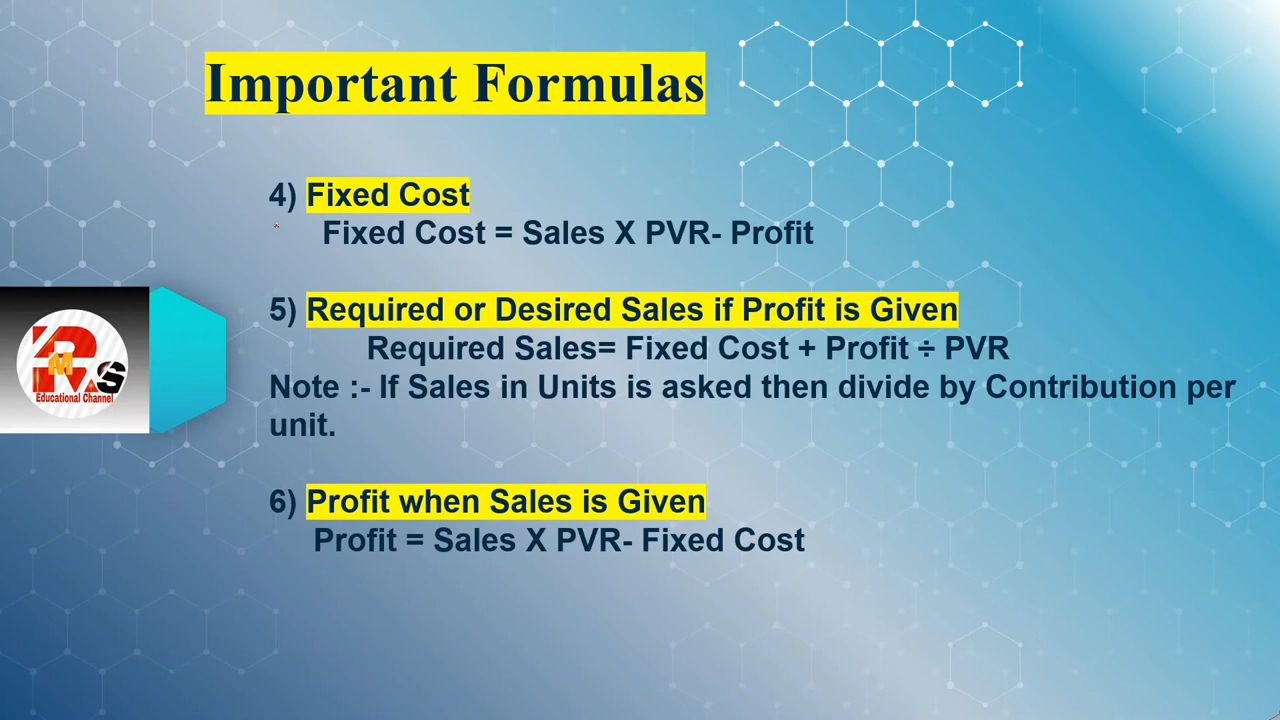 Important Formulas
4) Fixed Cost
Fixed Cost = Sales X PVR- Profit
5) Required or Desired Sales if Profit is Given
Required Sales= Fixed Cost + Profit ÷ PVR
Note :- If Sales in Units is asked then divide by Contribution per
unit.
RMS
Educational Channel
6) Profit when Sales is Given
Profit = Sales X PVR- Fixed Cost